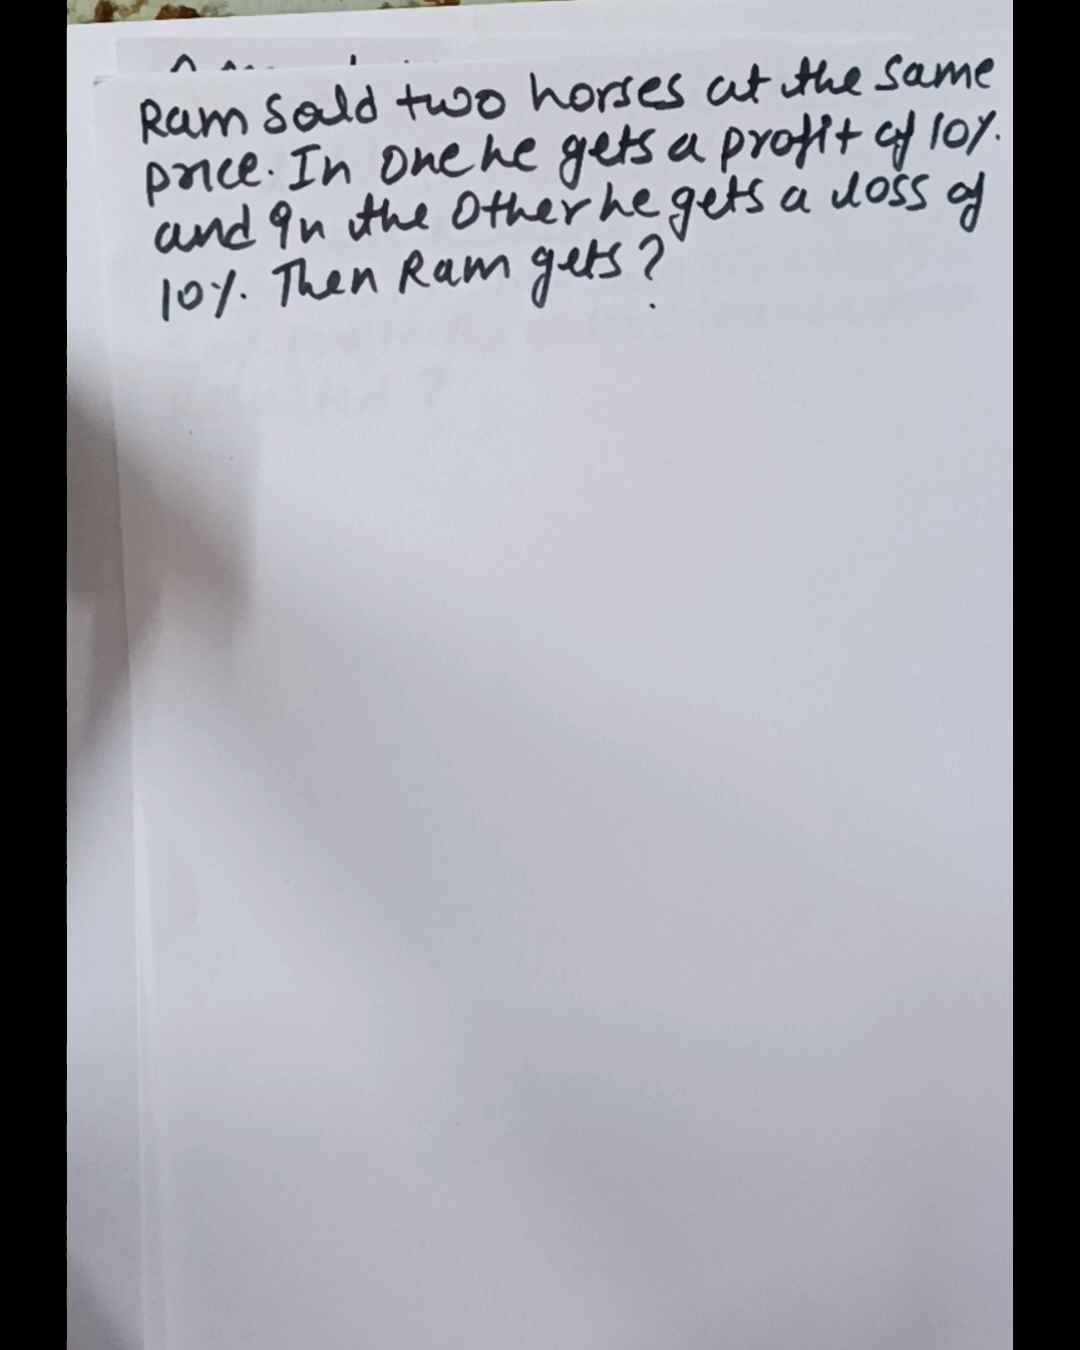 Ram Sold two horses at the same
price. In one he gets a profit of 10%.
and in the Other he gets a loss of
10%. Then Ram gets?